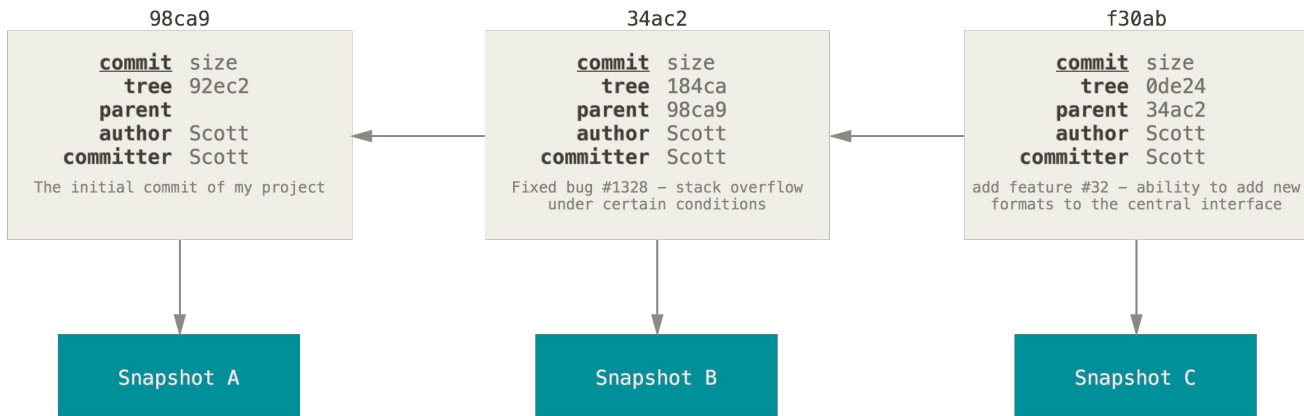 98ca9
commit size
tree 92ec2
parent
author Scott
committer Scott
The initial commit of my project
Snapshot A
34ac2
commit size
tree 184ca
parent 98ca9
author Scott
committer Scott
Fixed bug #1328 – stack overflow
under certain conditions
Snapshot B
f30ab
commit size
tree 0de24
parent 34ac2
author Scott
committer Scott
add feature #32 – ability to add new
formats to the central interface
Snapshot C